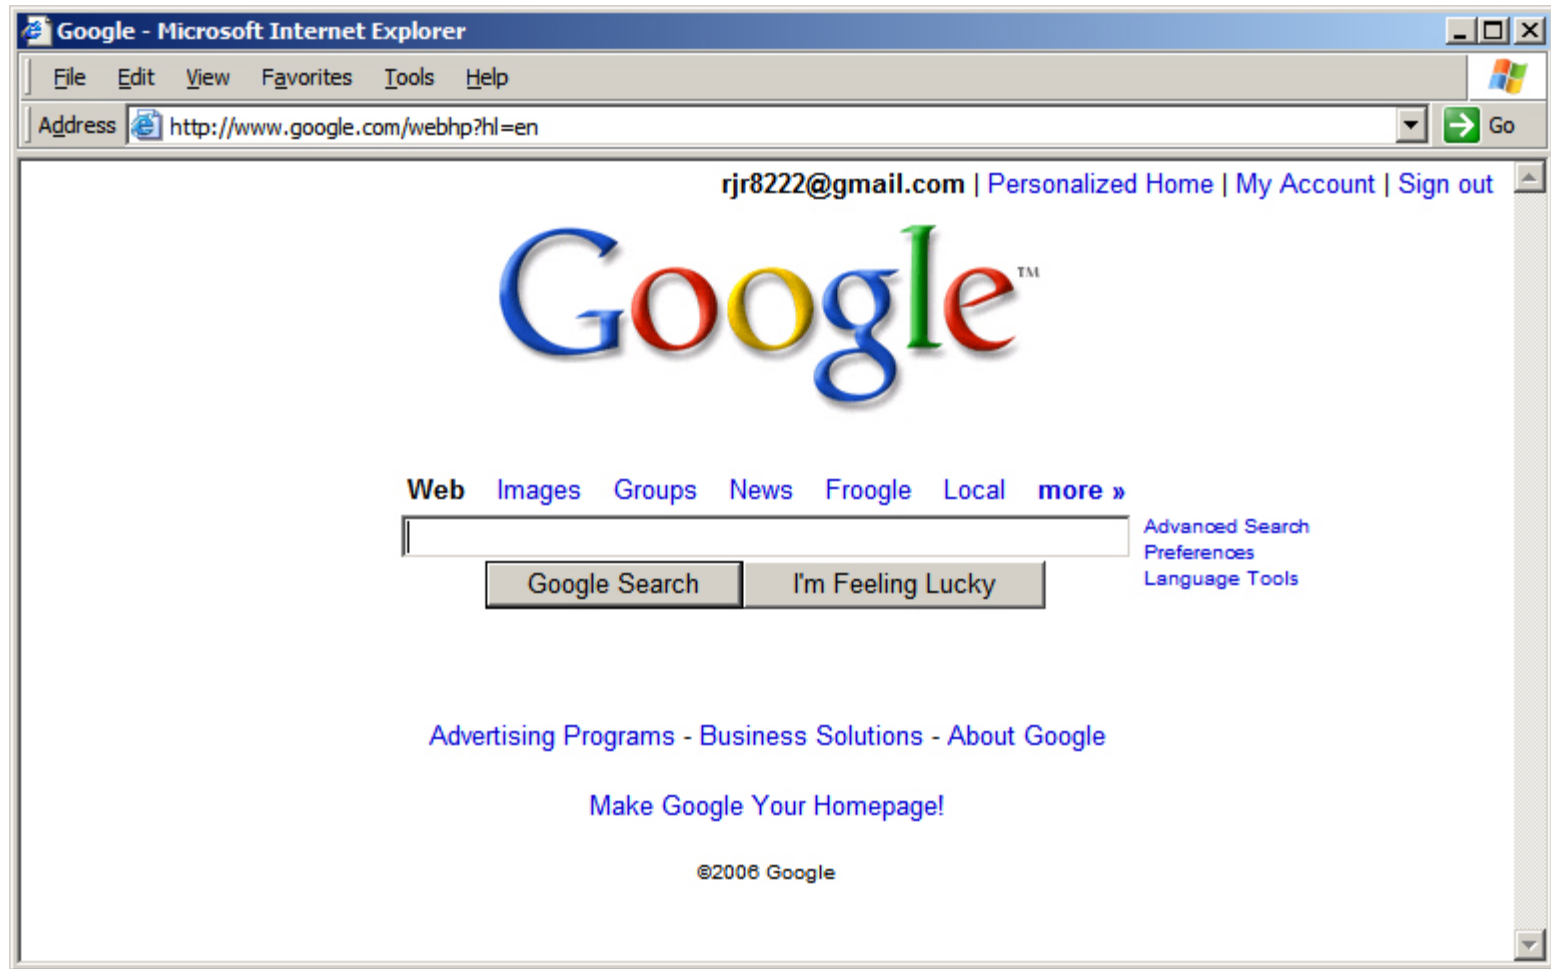 Google - Microsoft Internet Explorer
File Edit View Favorites Tools Help
Address http://www.google.com/webhp?hl=en Go
rjr8222@gmail.com | Personalized Home | My Account | Sign out
Google™
Web Images Groups News Froogle Local more »
Advanced Search
Preferences
Language Tools
Google Search I'm Feeling Lucky
Advertising Programs - Business Solutions - About Google
Make Google Your Homepage!
©2006 Google